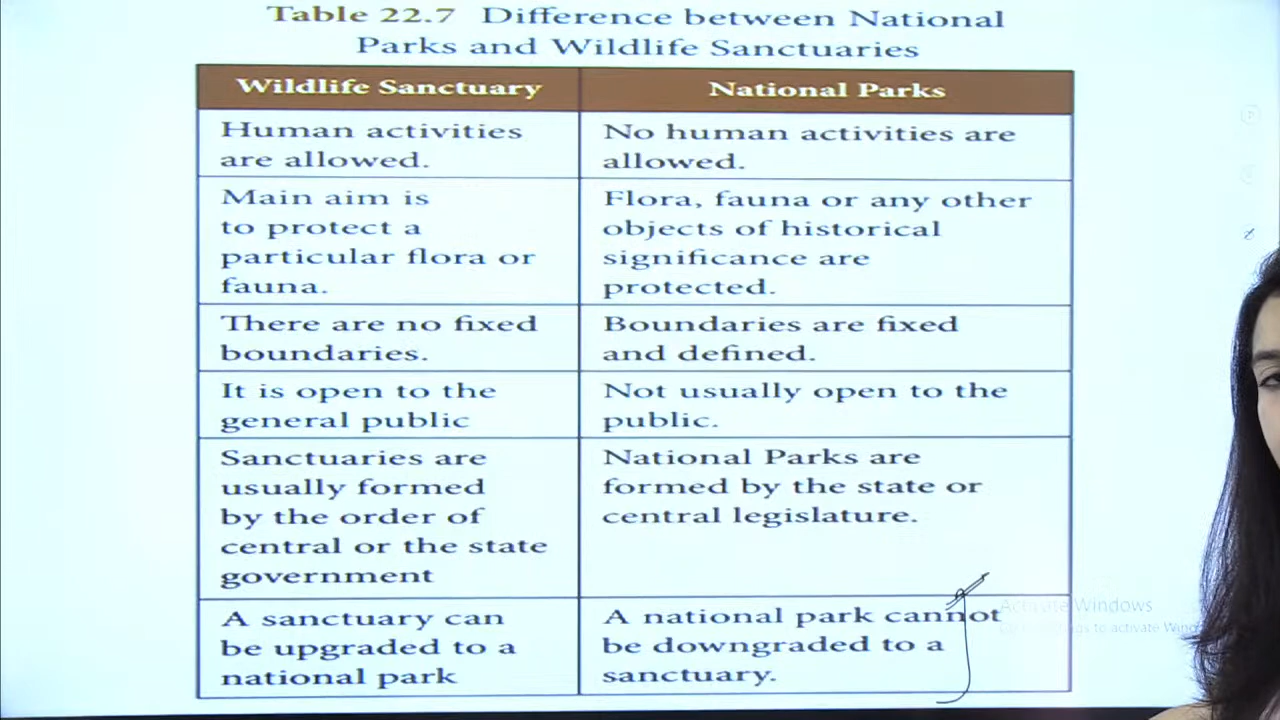 Table 22.7 Difference between National
Parks and Wildlife Sanctuaries
Wildlife Sanctuary
National Parks
Human activities
are allowed.
No human activities are
allowed.
Main aim is
to protect a
particular flora or
fauna.
Flora, fauna or any other
objects of historical
significance are
protected.
There are no fixed
boundaries.
Boundaries are fixed
and defined.
It is open to the
general public
Not usually open to the
public.
Sanctuaries are
usually formed
by the order of
central or the state
government
National Parks are
formed by the state or
central legislature.
A sanctuary can
be upgraded to a
national park
A national park cannot
be downgraded to a
sanctuary.
Activate Windows
to activate